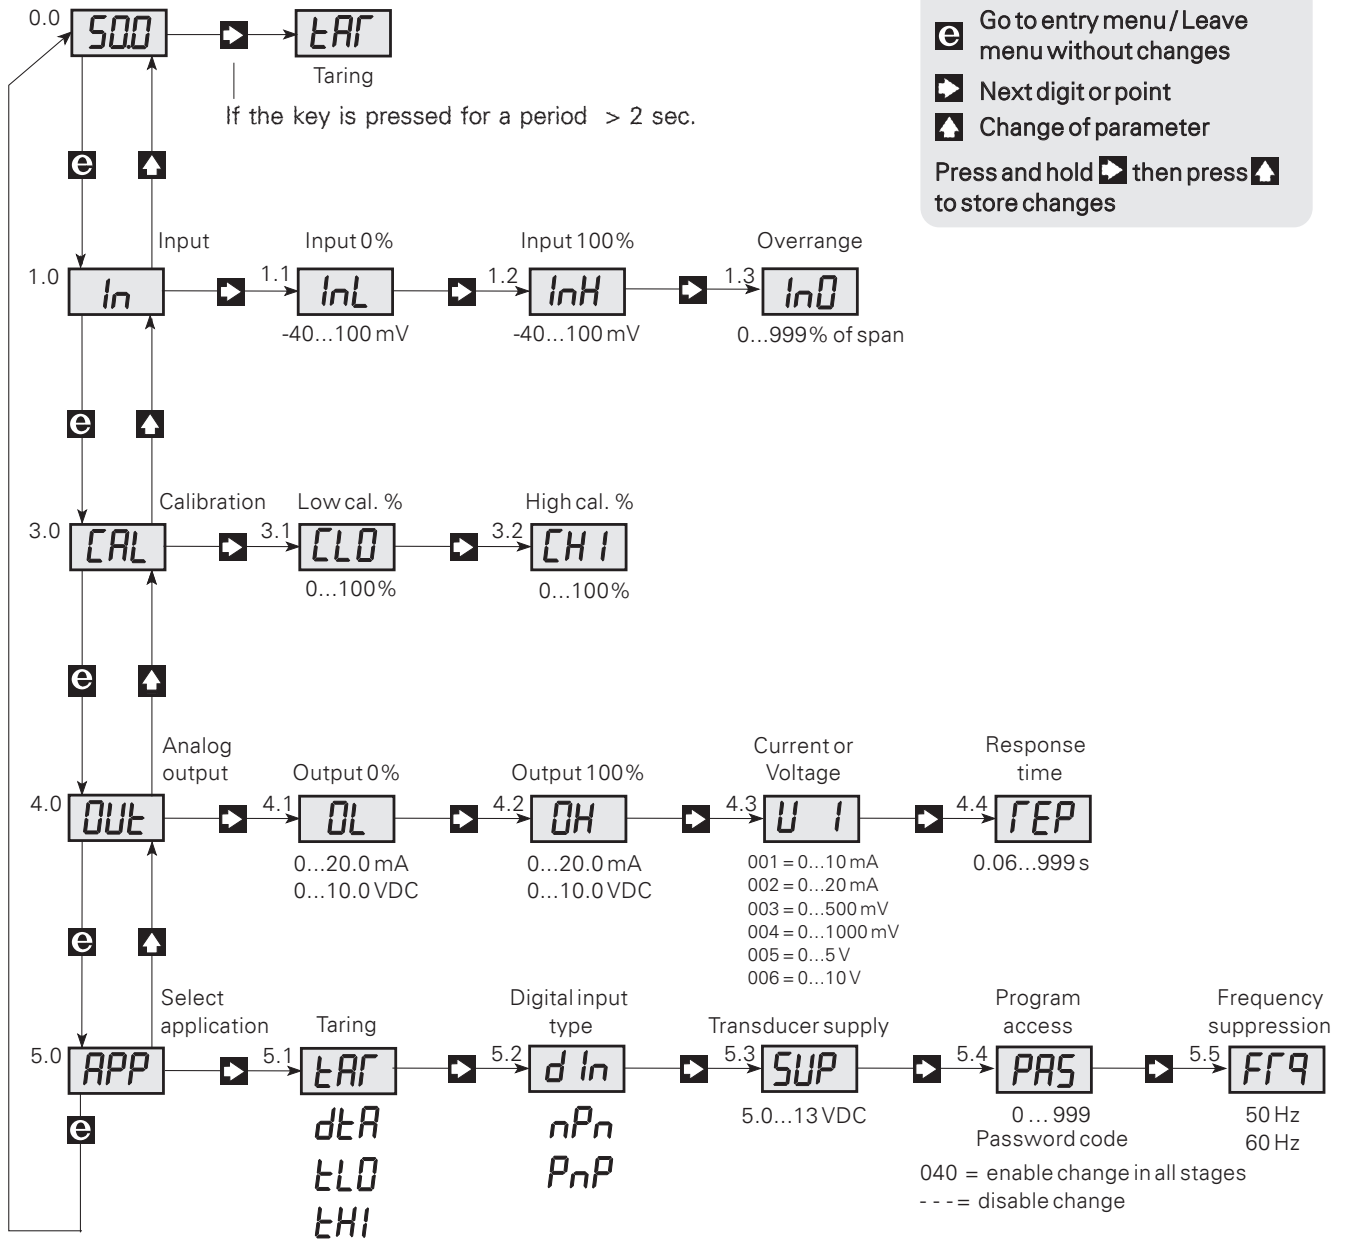 0.0
50.0
tAr
Taring
If the key is pressed for a period > 2 sec.
e
Go to entry menu / Leave
menu without changes
Next digit or point
Change of parameter
Press and hold then press
to store changes
e
Input
Input 0%
Input 100%
Overrange
1.0
In
1.1
InL
1.2
InH
1.3
InO
-40...100 mV
-40...100 mV
0...999% of span
e
Calibration
Low cal. %
High cal. %
3.0
CAL
3.1
CLO
3.2
CHI
0...100%
0...100%
e
Analog
output
Output 0%
Output 100%
Current or
Voltage
Response
time
4.0
OUt
4.1
OL
4.2
OH
4.3
U I
4.4
rEP
0...20.0 mA
0...10.0 VDC
0...20.0 mA
0...10.0 VDC
001 = 0...10 mA
002 = 0...20 mA
003 = 0...500 mV
004 = 0...1000 mV
005 = 0...5 V
006 = 0...10 V
0.06...999 s
e
Select
application
Taring
Digital input
type
Transducer supply
Program
access
Frequency
suppression
5.0
APP
5.1
tAr
5.2
dIn
5.3
SUP
5.4
PAS
5.5
Frq
e
dtA
tLO
tHI
nPn
PnP
5.0...13 VDC
0 ... 999
Password code
040 = enable change in all stages
- - - = disable change
50 Hz
60 Hz